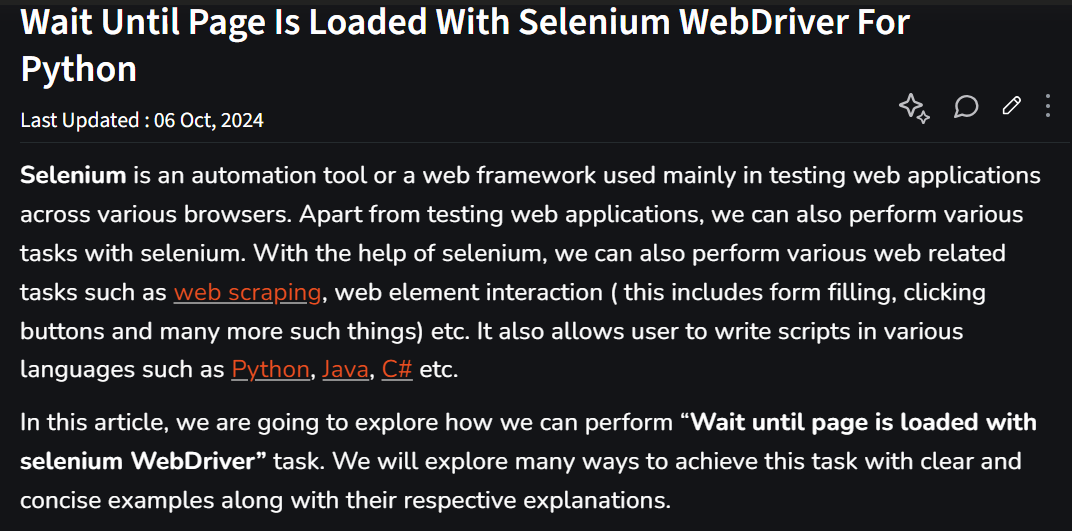 Wait Until Page Is Loaded With Selenium WebDriver For
Python
Last Updated : 06 Oct, 2024
Selenium is an automation tool or a web framework used mainly in testing web applications
across various browsers. Apart from testing web applications, we can also perform various
tasks with selenium. With the help of selenium, we can also perform various web related
tasks such as web scraping, web element interaction ( this includes form filling, clicking
buttons and many more such things) etc. It also allows user to write scripts in various
languages such as Python, Java, C# etc.
In this article, we are going to explore how we can perform “Wait until page is loaded with
selenium WebDriver” task. We will explore many ways to achieve this task with clear and
concise examples along with their respective explanations.